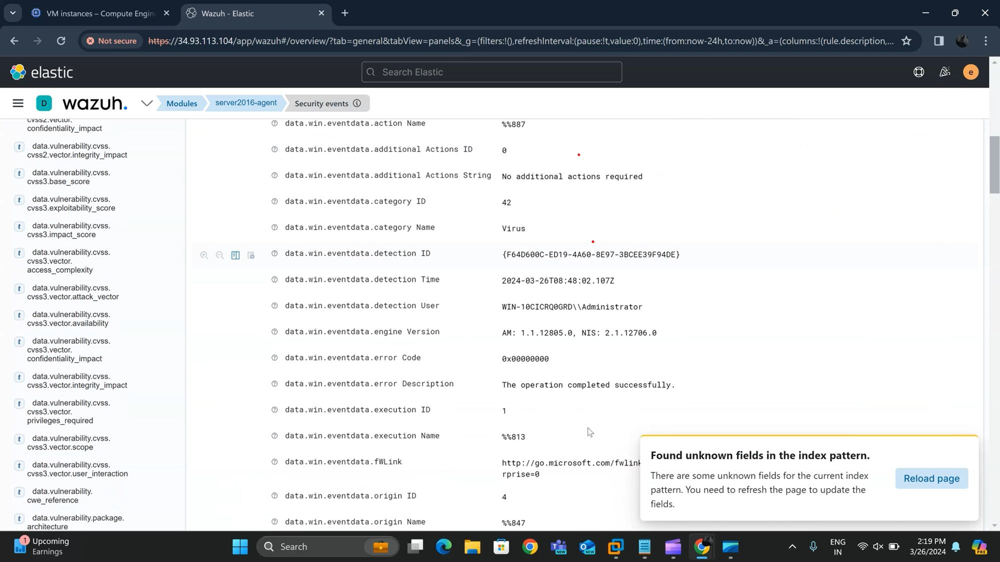 VM instances – Compute Engin
Wazuh - Elastic
Not secure
https://34.93.113.104/app/wazuh#/overview/?tab=general&tabView=panels&_g=(filters:!(),refreshInterval:(pause:!t,value:0),time:(from:now-24h,to:now))&_a=(columns:!(rule.description,...
elastic
Search Elastic
e
D
wazuh.
Modules
server2016-agent
Security events
cvss2.vector.
confidentiality_impact
t data.vulnerability.cvss.
cvss2.vector.integrity_impact
t data.vulnerability.cvss.
cvss3.base_score
t data.vulnerability.cvss.
cvss3.exploitability_score
t data.vulnerability.cvss.
cvss3.impact_score
t data.vulnerability.cvss.
cvss3.vector.
access_complexity
t data.vulnerability.cvss.
cvss3.vector.attack_vector
t data.vulnerability.cvss.
cvss3.vector.availability
t data.vulnerability.cvss.
cvss3.vector.
confidentiality_impact
t data.vulnerability.cvss.
cvss3.vector.integrity_impact
t data.vulnerability.cvss.
cvss3.vector.
privileges_required
t data.vulnerability.cvss.
cvss3.vector.scope
t data.vulnerability.cvss.
cvss3.vector.user_interaction
t data.vulnerability.
cwe_reference
t data.vulnerability.package.
architecture
data.win.eventdata.action Name %%887
data.win.eventdata.additional Actions ID 0
data.win.eventdata.additional Actions String No additional actions required
data.win.eventdata.category ID 42
data.win.eventdata.category Name Virus
data.win.eventdata.detection ID {F64D600C-ED19-4A60-8E97-3BCEE39F94DE}
data.win.eventdata.detection Time 2024-03-26T08:48:02.107Z
data.win.eventdata.detection User WIN-10CICRQ0GRD\\Administrator
data.win.eventdata.engine Version AM: 1.1.12805.0, NIS: 2.1.12706.0
data.win.eventdata.error Code 0x00000000
data.win.eventdata.error Description The operation completed successfully.
data.win.eventdata.execution ID 1
data.win.eventdata.execution Name %%813
data.win.eventdata.fWLink http://go.microsoft.com/fwlink
rprise=0
data.win.eventdata.origin ID 4
data.win.eventdata.origin Name %%847
Found unknown fields in the index pattern.
There are some unknown fields for the current index
pattern. You need to refresh the page to update the
fields.
Reload page
1
Upcoming
Earnings
Search
NEW
NEW
ENG
IN
2:19 PM
3/26/2024
PRE